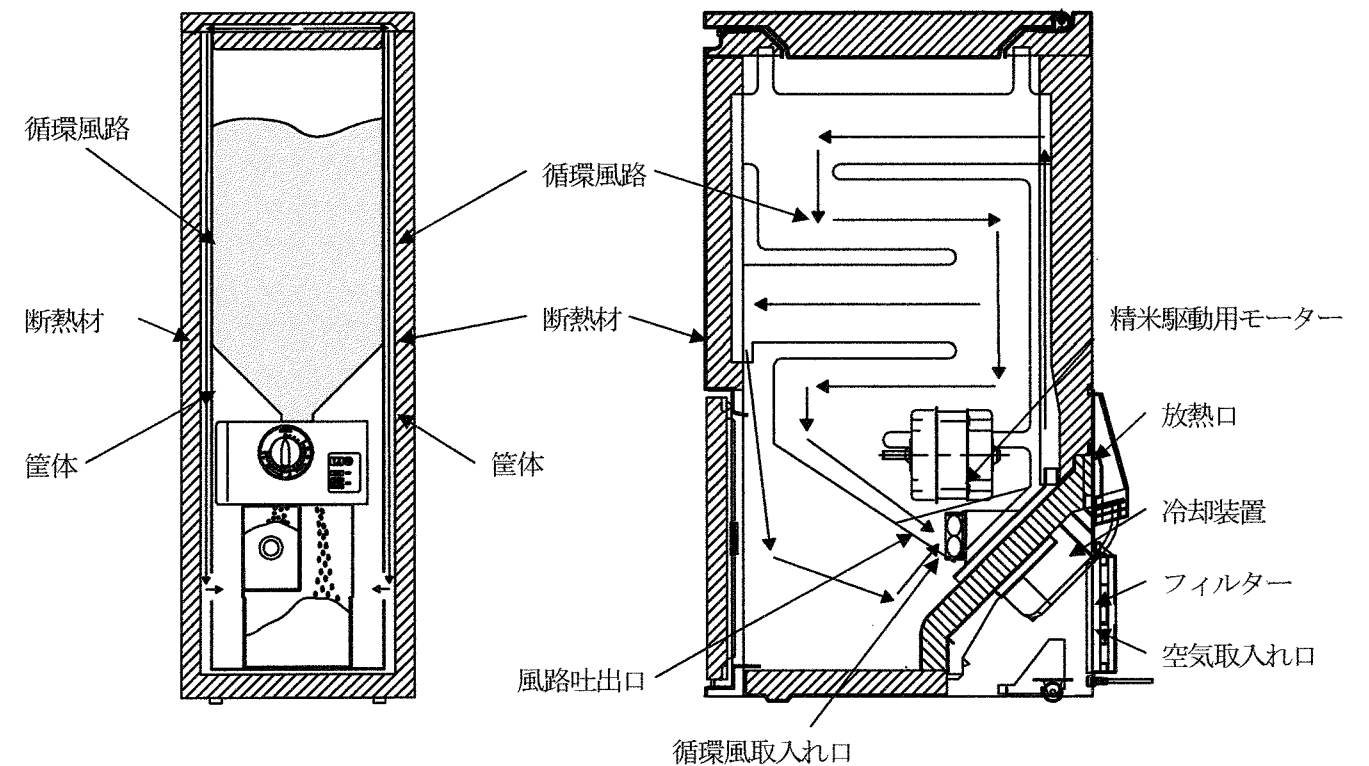 循環風路
断熱材
筐体
循環風路
断熱材
筐体
精米駆動用モーター
放熱口
冷却装置
フィルター
空気取入れ口
風路吐出口
循環風取入れ口